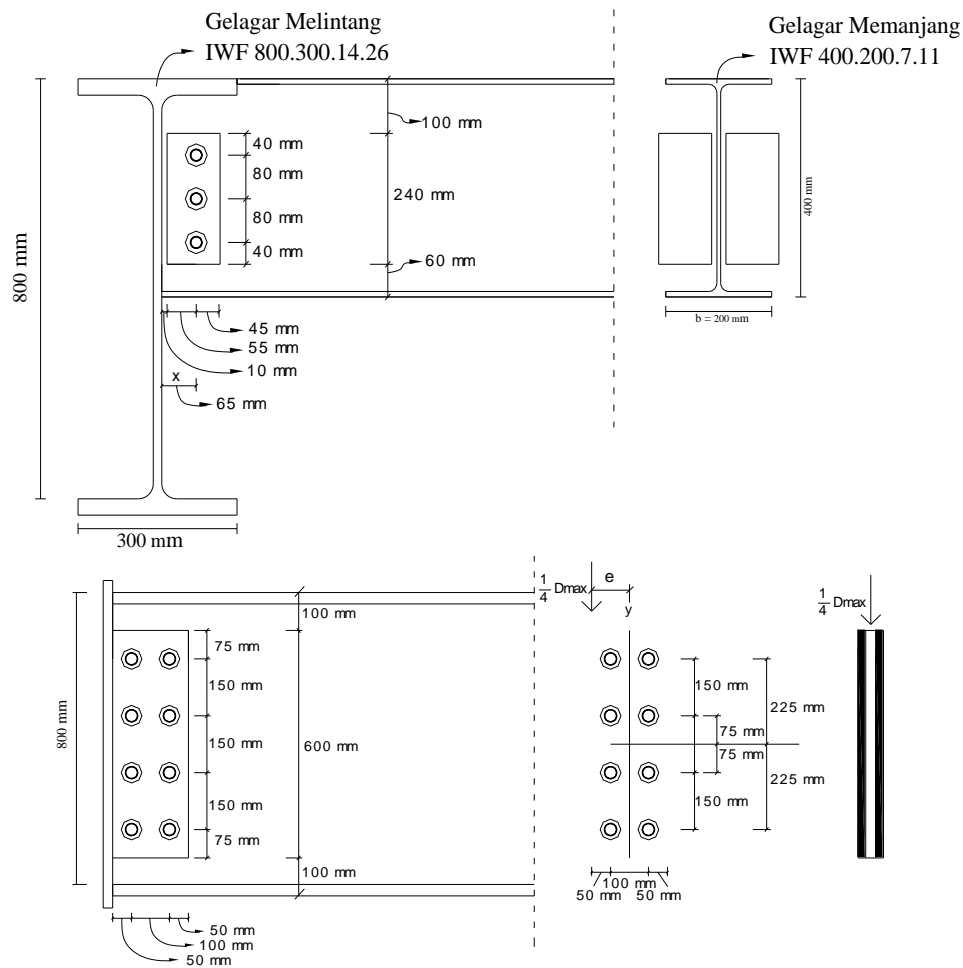 Gelagar Melintang
IWF 800.300.14.26
Gelagar Memanjang
IWF 400.200.7.11
800 mm
40 mm
80 mm
80 mm
40 mm
100 mm
240 mm
60 mm
400 mm
b = 200 mm
45 mm
55 mm
10 mm
x
65 mm
300 mm
800 mm
75 mm
150 mm
150 mm
150 mm
75 mm
100 mm
600 mm
100 mm
50 mm
100 mm
50 mm
1/4 Dmax
e
y
150 mm
75 mm
75 mm
150 mm
225 mm
225 mm
100 mm
50 mm
50 mm
1/4 Dmax